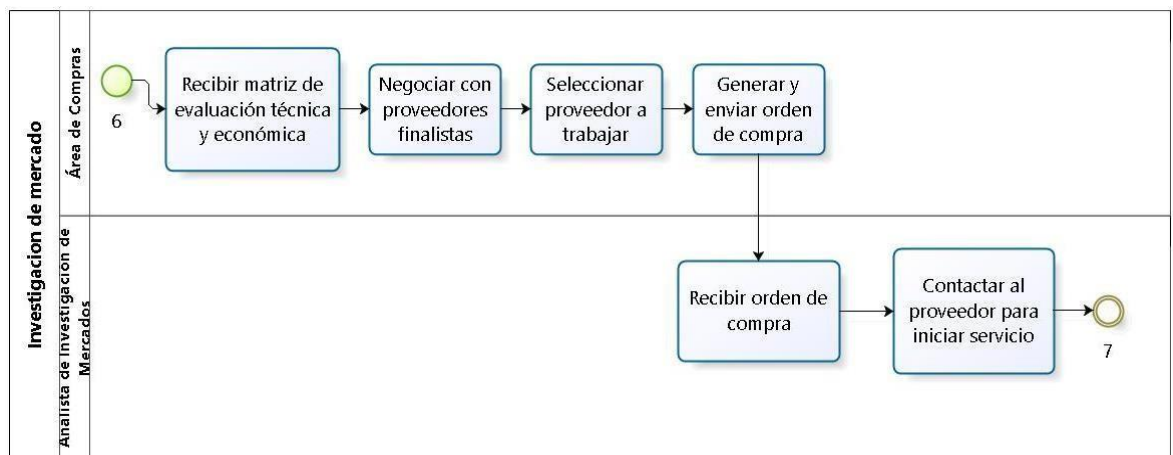 Investigacion de mercado
Área de Compras
6
Recibir matriz de
evaluación técnica
y económica
Negociar con
proveedores
finalistas
Seleccionar
proveedor a
trabajar
Generar y
enviar orden
de compra
Analista de Investigación de
Mercados
Recibir orden de
compra
Contactar al
proveedor para
iniciar servicio
7